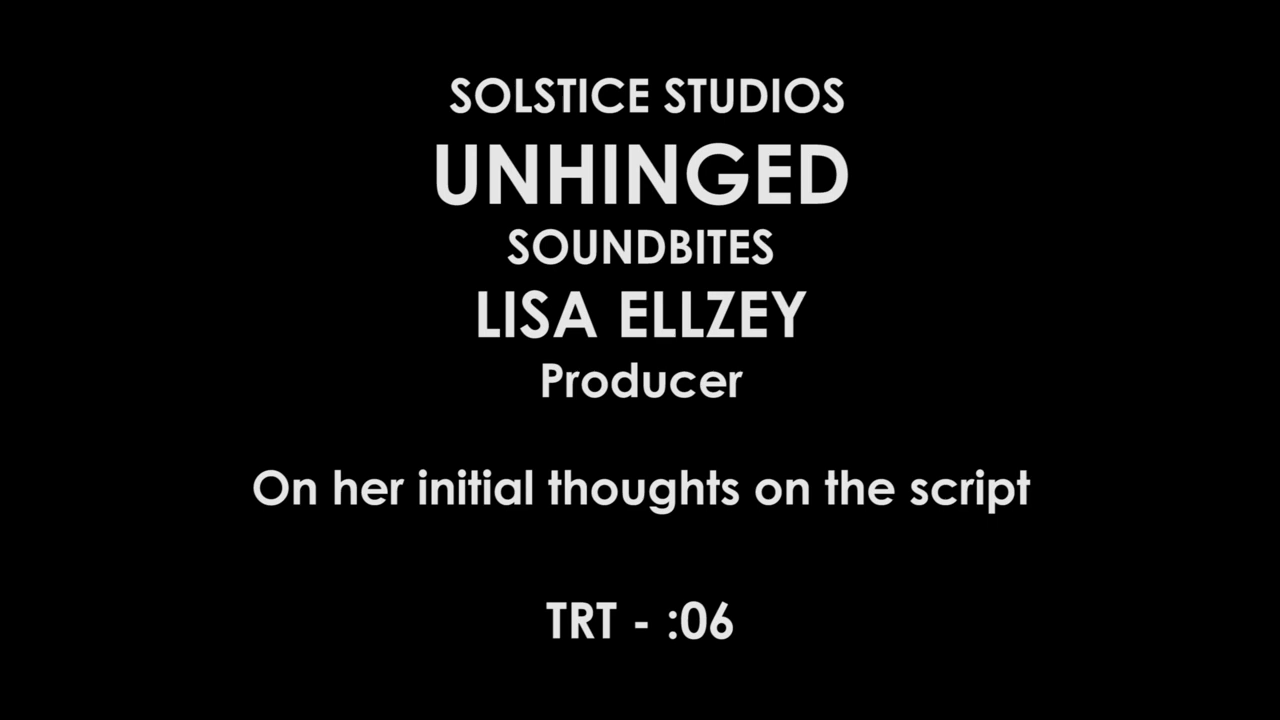 SOLSTICE STUDIOS
UNHINGED
SOUNDBITES
LISA ELLZEY
Producer
On her initial thoughts on the script
TRT - :06